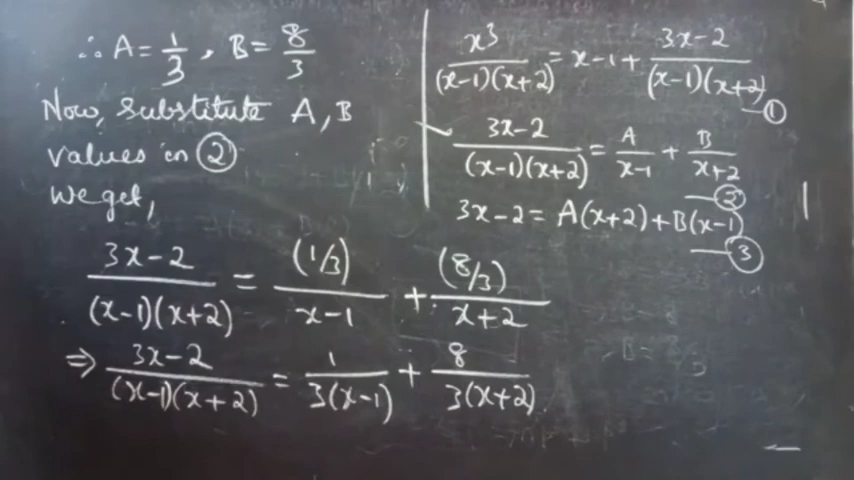 ∴ A = 1/3 , B = 8/3
Now, Substitute A, B
values in ②
We get,
x³/((x-1)(x+2)) = x-1 + (3x-2)/((x-1)(x+2)) — ①
(3x-2)/((x-1)(x+2)) = A/(x-1) + B/(x+2) — ②
3x-2 = A(x+2) + B(x-1) — ③
(3x-2)/((x-1)(x+2)) = (1/3)/(x-1) + (8/3)/(x+2)
⇒ (3x-2)/((x-1)(x+2)) = 1/(3(x-1)) + 8/(3(x+2))